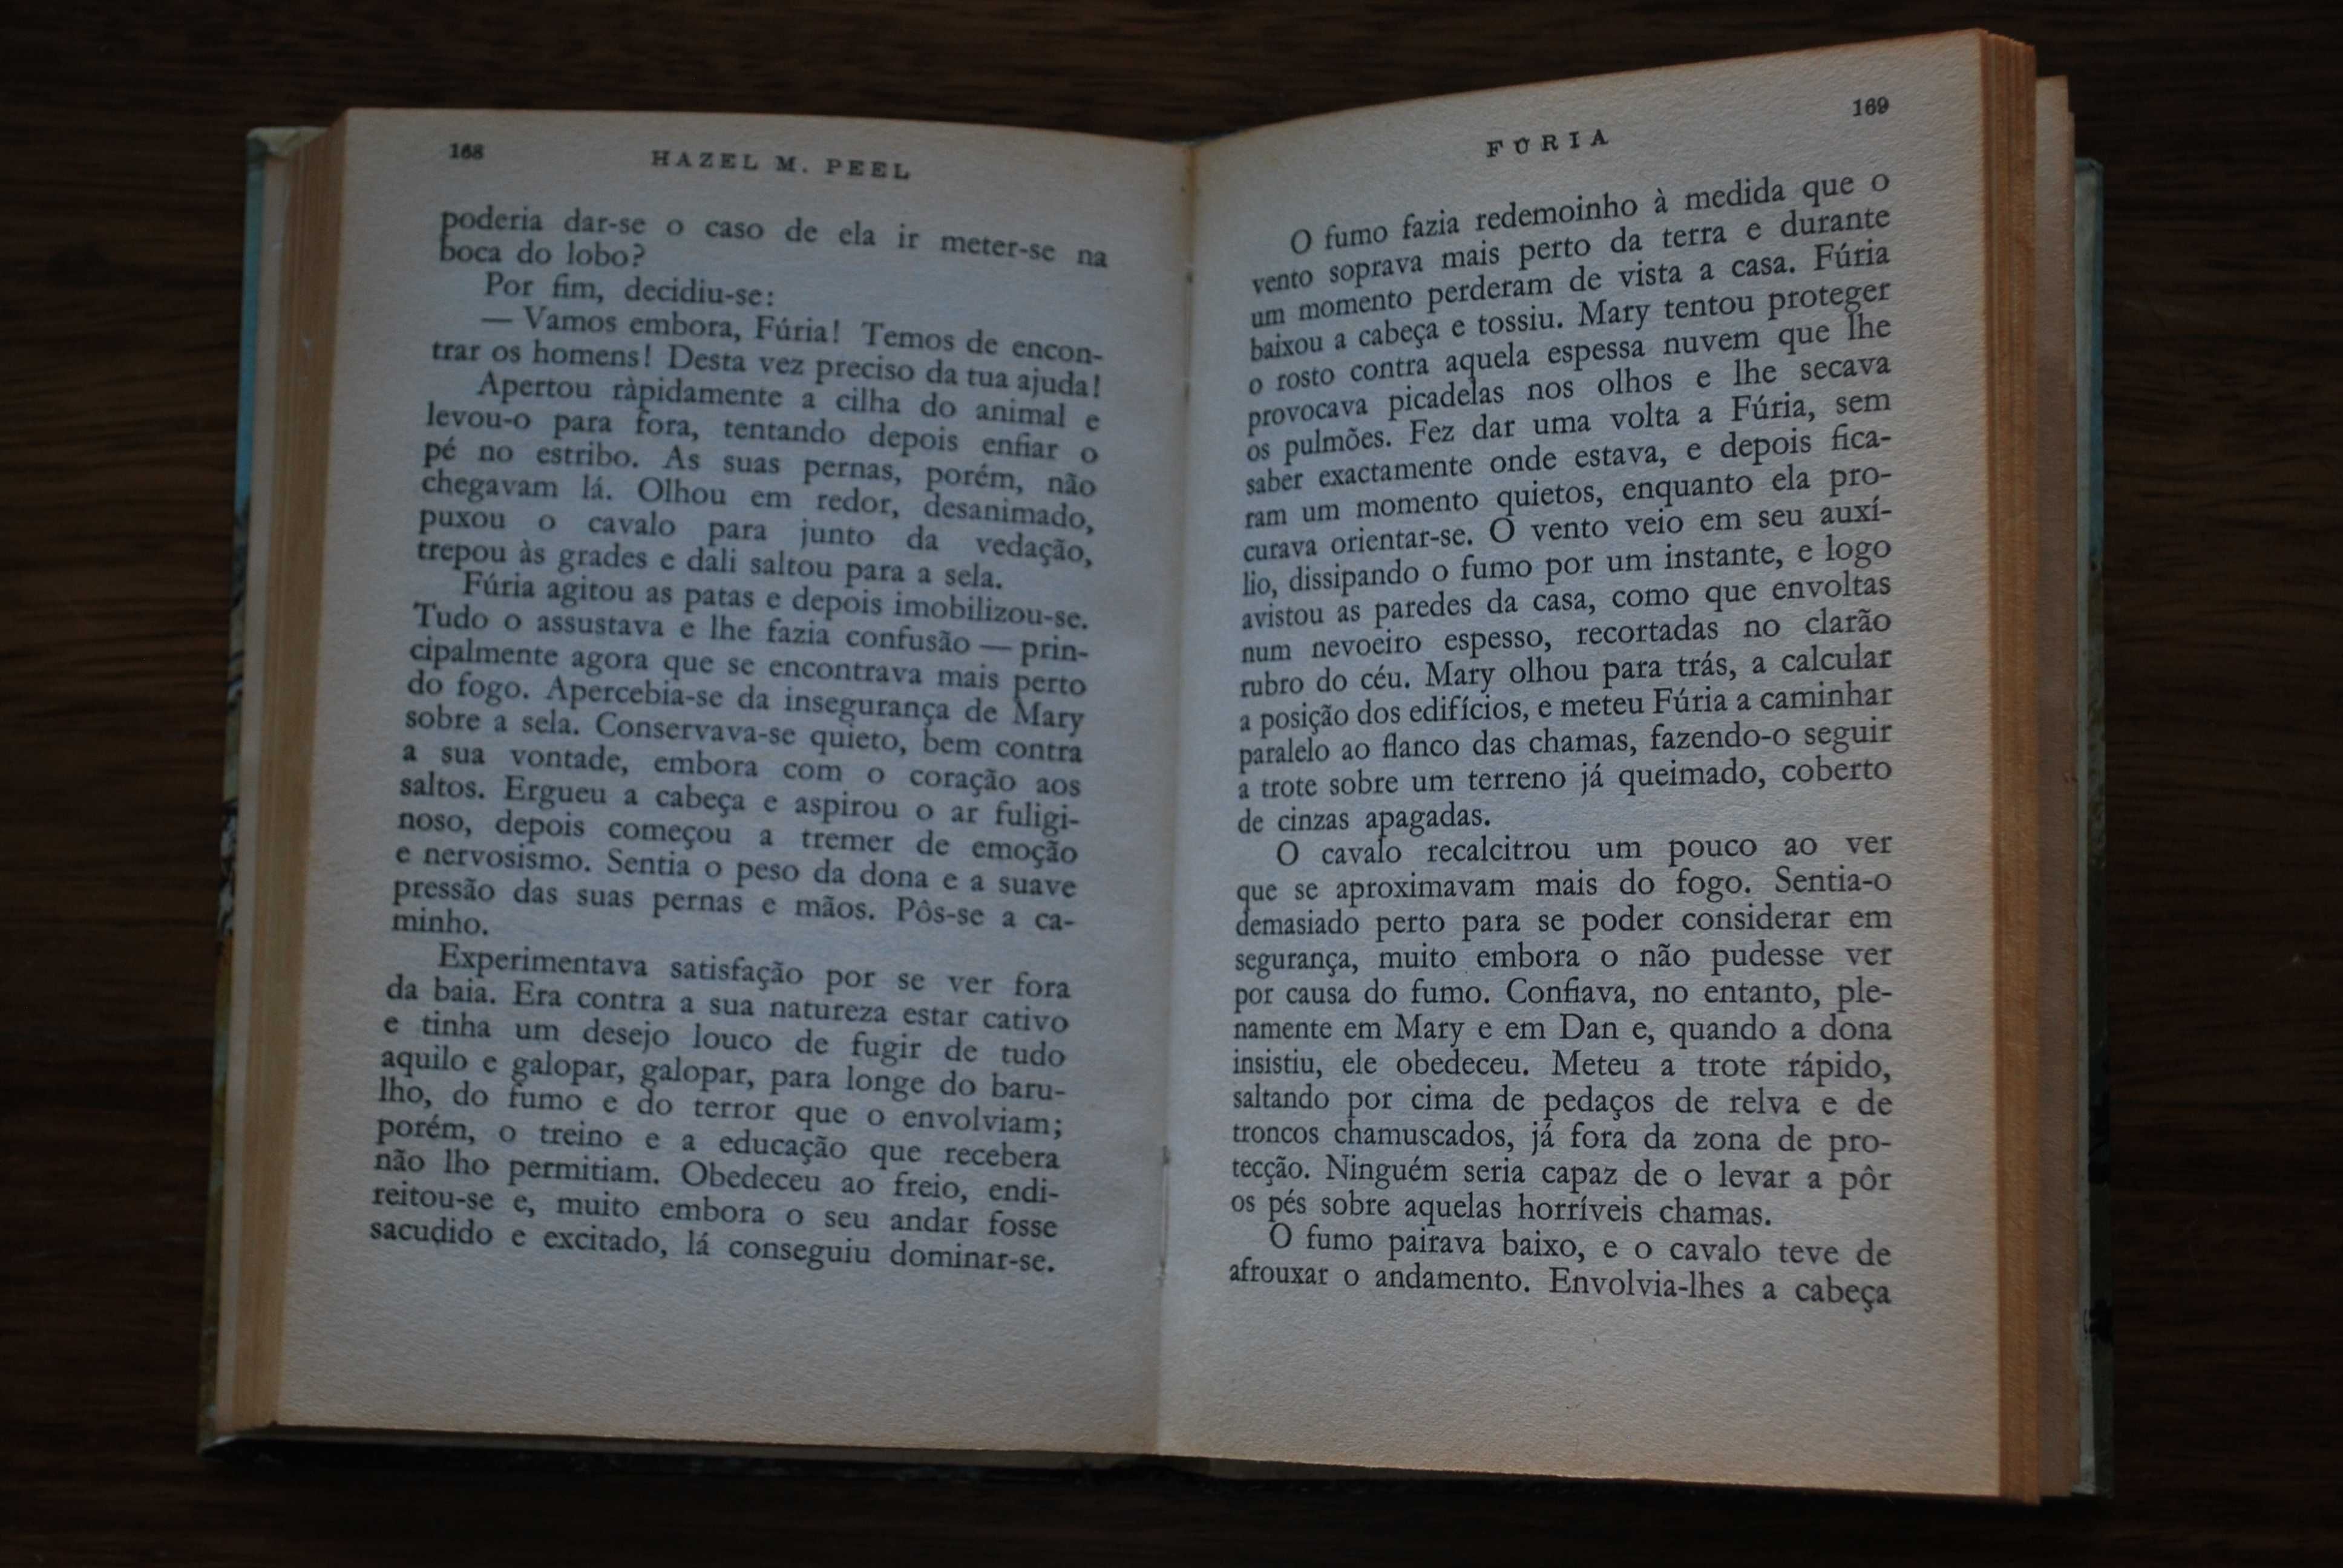 168
HAZEL M. PEEL
poderia dar-se o caso de ela ir meter-se na
boca do lobo?
Por fim, decidiu-se:
— Vamos embora, Fúria! Temos de encon-
trar os homens! Desta vez preciso da tua ajuda!
Apertou ràpidamente a cilha do animal e
levou-o para fora, tentando depois enfiar o
pé no estribo. As suas pernas, porém, não
chegavam lá. Olhou em redor, desanimado,
puxou o cavalo para junto da vedação,
trepou às grades e dali saltou para a sela.
Fúria agitou as patas e depois imobilizou-se.
Tudo o assustava e lhe fazia confusão — prin-
cipalmente agora que se encontrava mais perto
do fogo. Apercebia-se da insegurança de Mary
sobre a sela. Conservava-se quieto, bem contra
a sua vontade, embora com o coração aos
saltos. Ergueu a cabeça e aspirou o ar fuligi-
noso, depois começou a tremer de emoção
e nervosismo. Sentia o peso da dona e a suave
pressão das suas pernas e mãos. Pôs-se a ca-
minho.
Experimentava satisfação por se ver fora
da baia. Era contra a sua natureza estar cativo
e tinha um desejo louco de fugir de tudo
aquilo e galopar, galopar, para longe do baru-
lho, do fumo e do terror que o envolviam;
porém, o treino e a educação que recebera
não lho permitiam. Obedeceu ao freio, endi-
reitou-se e, muito embora o seu andar fosse
sacudido e excitado, lá conseguiu dominar-se.
FÚRIA
169
O fumo fazia redemoinho à medida que o
vento soprava mais perto da terra e durante
um momento perderam de vista a casa. Fúria
baixou a cabeça e tossiu. Mary tentou proteger
o rosto contra aquela espessa nuvem que lhe
provocava picadelas nos olhos e lhe secava
os pulmões. Fez dar uma volta a Fúria, sem
saber exactamente onde estava, e depois fica-
ram um momento quietos, enquanto ela pro-
curava orientar-se. O vento veio em seu auxí-
lio, dissipando o fumo por um instante, e logo
avistou as paredes da casa, como que envoltas
num nevoeiro espesso, recortadas no clarão
rubro do céu. Mary olhou para trás, a calcular
a posição dos edifícios, e meteu Fúria a caminhar
paralelo ao flanco das chamas, fazendo-o seguir
a trote sobre um terreno já queimado, coberto
de cinzas apagadas.
O cavalo recalcitrou um pouco ao ver
que se aproximavam mais do fogo. Sentia-o
demasiado perto para se poder considerar em
segurança, muito embora o não pudesse ver
por causa do fumo. Confiava, no entanto, ple-
namente em Mary e em Dan e, quando a dona
insistiu, ele obedeceu. Meteu a trote rápido,
saltando por cima de pedaços de relva e de
troncos chamuscados, já fora da zona de pro-
tecção. Ninguém seria capaz de o levar a pôr
os pés sobre aquelas horríveis chamas.
O fumo pairava baixo, e o cavalo teve de
afrouxar o andamento. Envolvia-lhes a cabeça